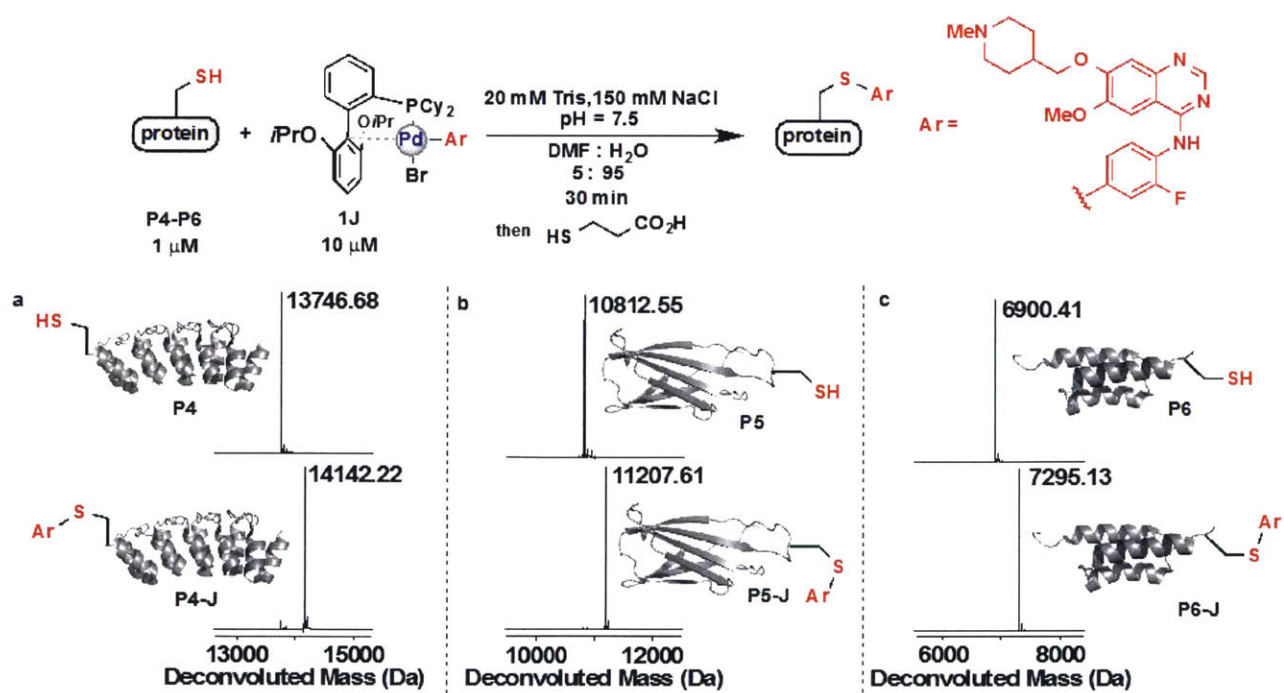 SH
protein
+
iPrO
OiPr
PCy2
Pd
Ar
Br
20 mM Tris,150 mM NaCl
pH = 7.5
DMF : H2O
5 : 95
30 min
then HS CO2H
S
Ar
protein
Ar =
MeN
O
MeO
N
N
NH
F
P4-P6
1 μM
1J
10 μM
a
HS
P4
13746.68
Ar
S
P4-J
14142.22
13000 15000
Deconvoluted Mass (Da)
b
10812.55
SH
P5
11207.61
S
Ar
P5-J
10000 12000
Deconvoluted Mass (Da)
c
6900.41
SH
P6
7295.13
Ar
S
P6-J
6000 8000
Deconvoluted Mass (Da)